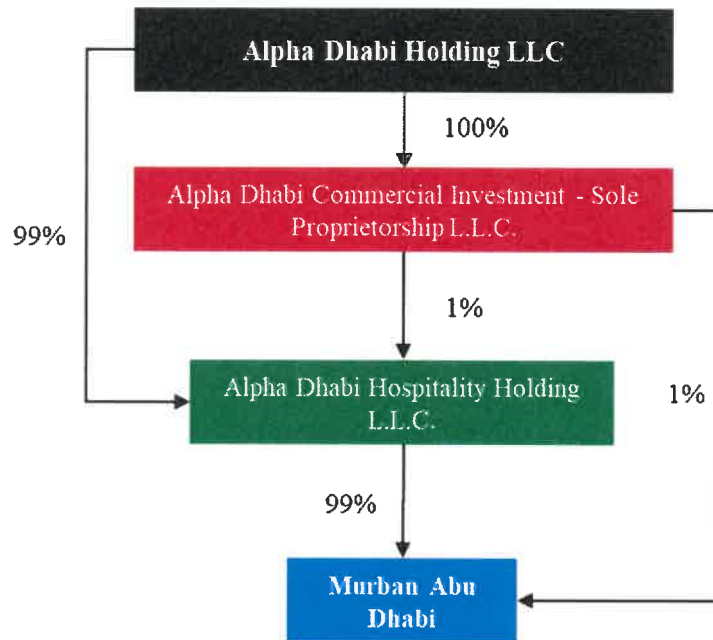 Alpha Dhabi Holding LLC
100%
Alpha Dhabi Commercial Investment - Sole
Proprietorship L.L.C.
99%
1%
Alpha Dhabi Hospitality Holding
L.L.C.
1%
99%
Murban Abu
Dhabi